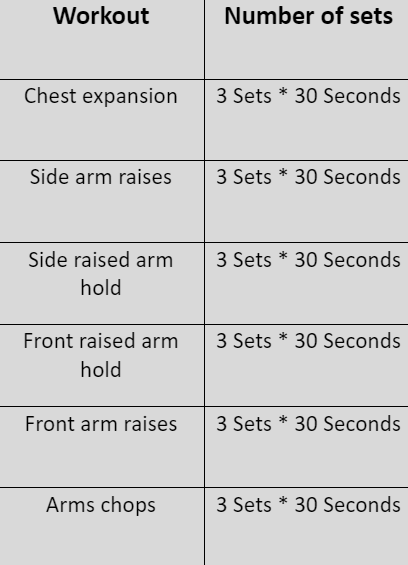 Workout Number of sets
Chest expansion 3 Sets * 30 Seconds
Side arm raises 3 Sets * 30 Seconds
Side raised arm 3 Sets * 30 Seconds
hold
Front raised arm 3 Sets * 30 Seconds
hold
Front arm raises 3 Sets * 30 Seconds
Arms chops 3 Sets * 30 Seconds